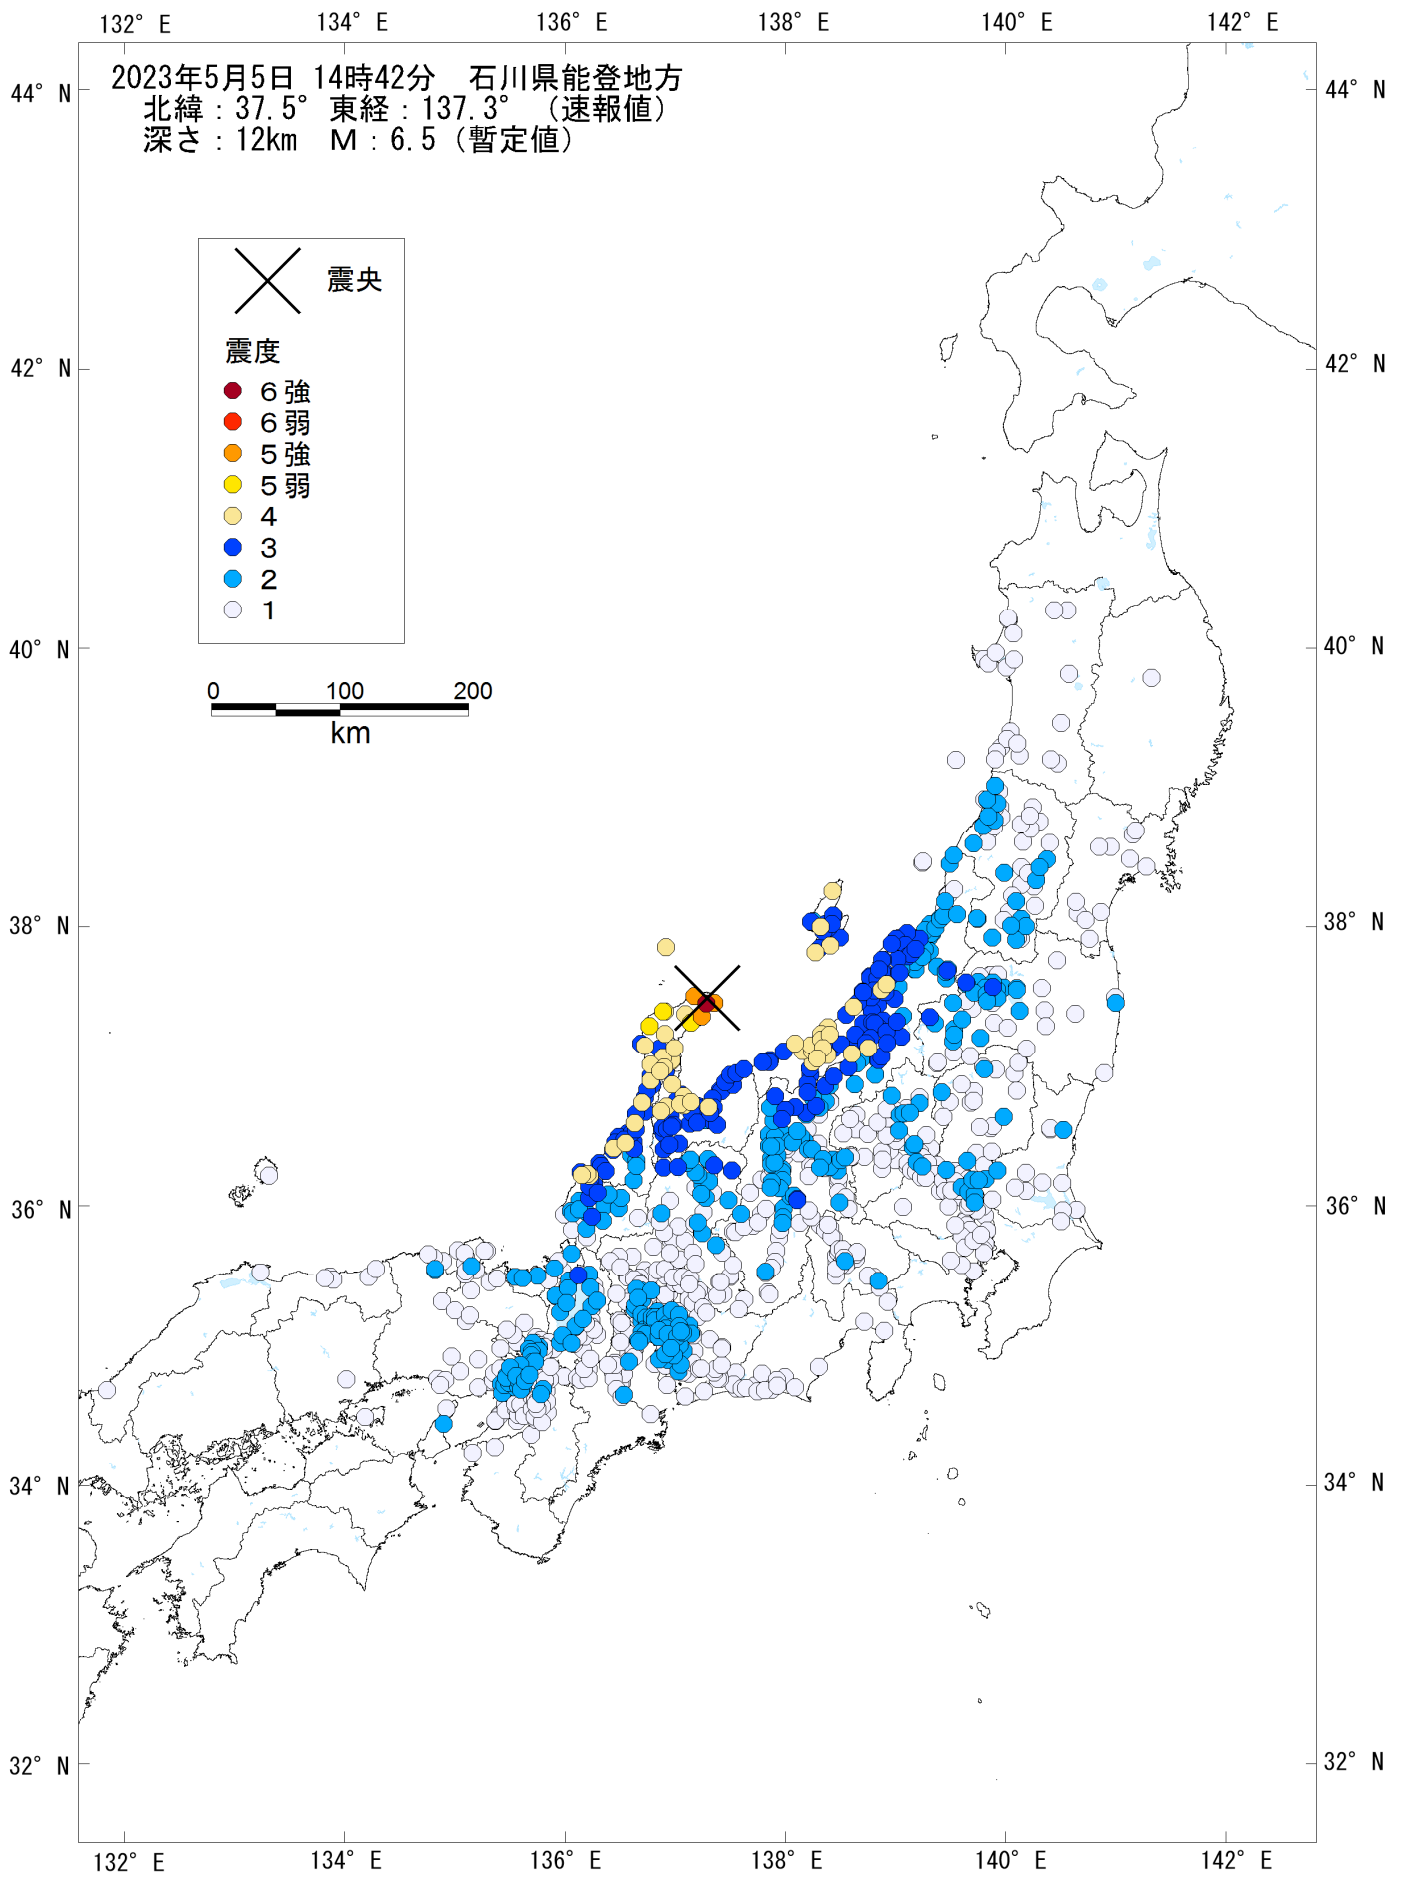 132° E 134° E 136° E 138° E 140° E 142° E
2023年5月5日 14時42分 石川県能登地方
北緯：37.5° 東経：137.3° （速報値）
深さ：12km M：6.5（暫定値）
44° N 44° N
震央
震度
６強
６弱
５強
５弱
４
３
２
１
42° N 42° N
40° N 40° N
0 100 200
km
38° N 38° N
36° N 36° N
34° N 34° N
32° N 32° N
132° E 134° E 136° E 138° E 140° E 142° E